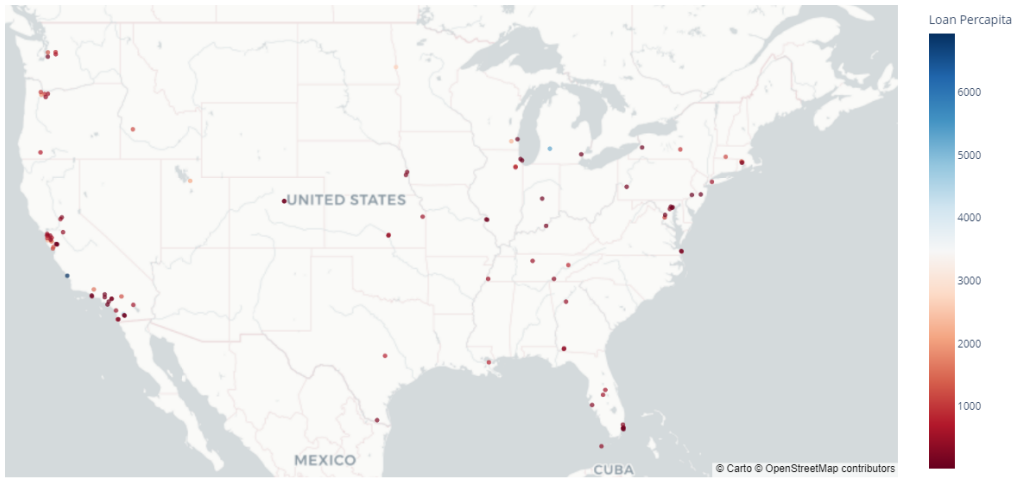 Loan Percapita
6000
5000
4000
3000
2000
1000
UNITED STATES
MEXICO
CUBA
© Carto © OpenStreetMap contributors